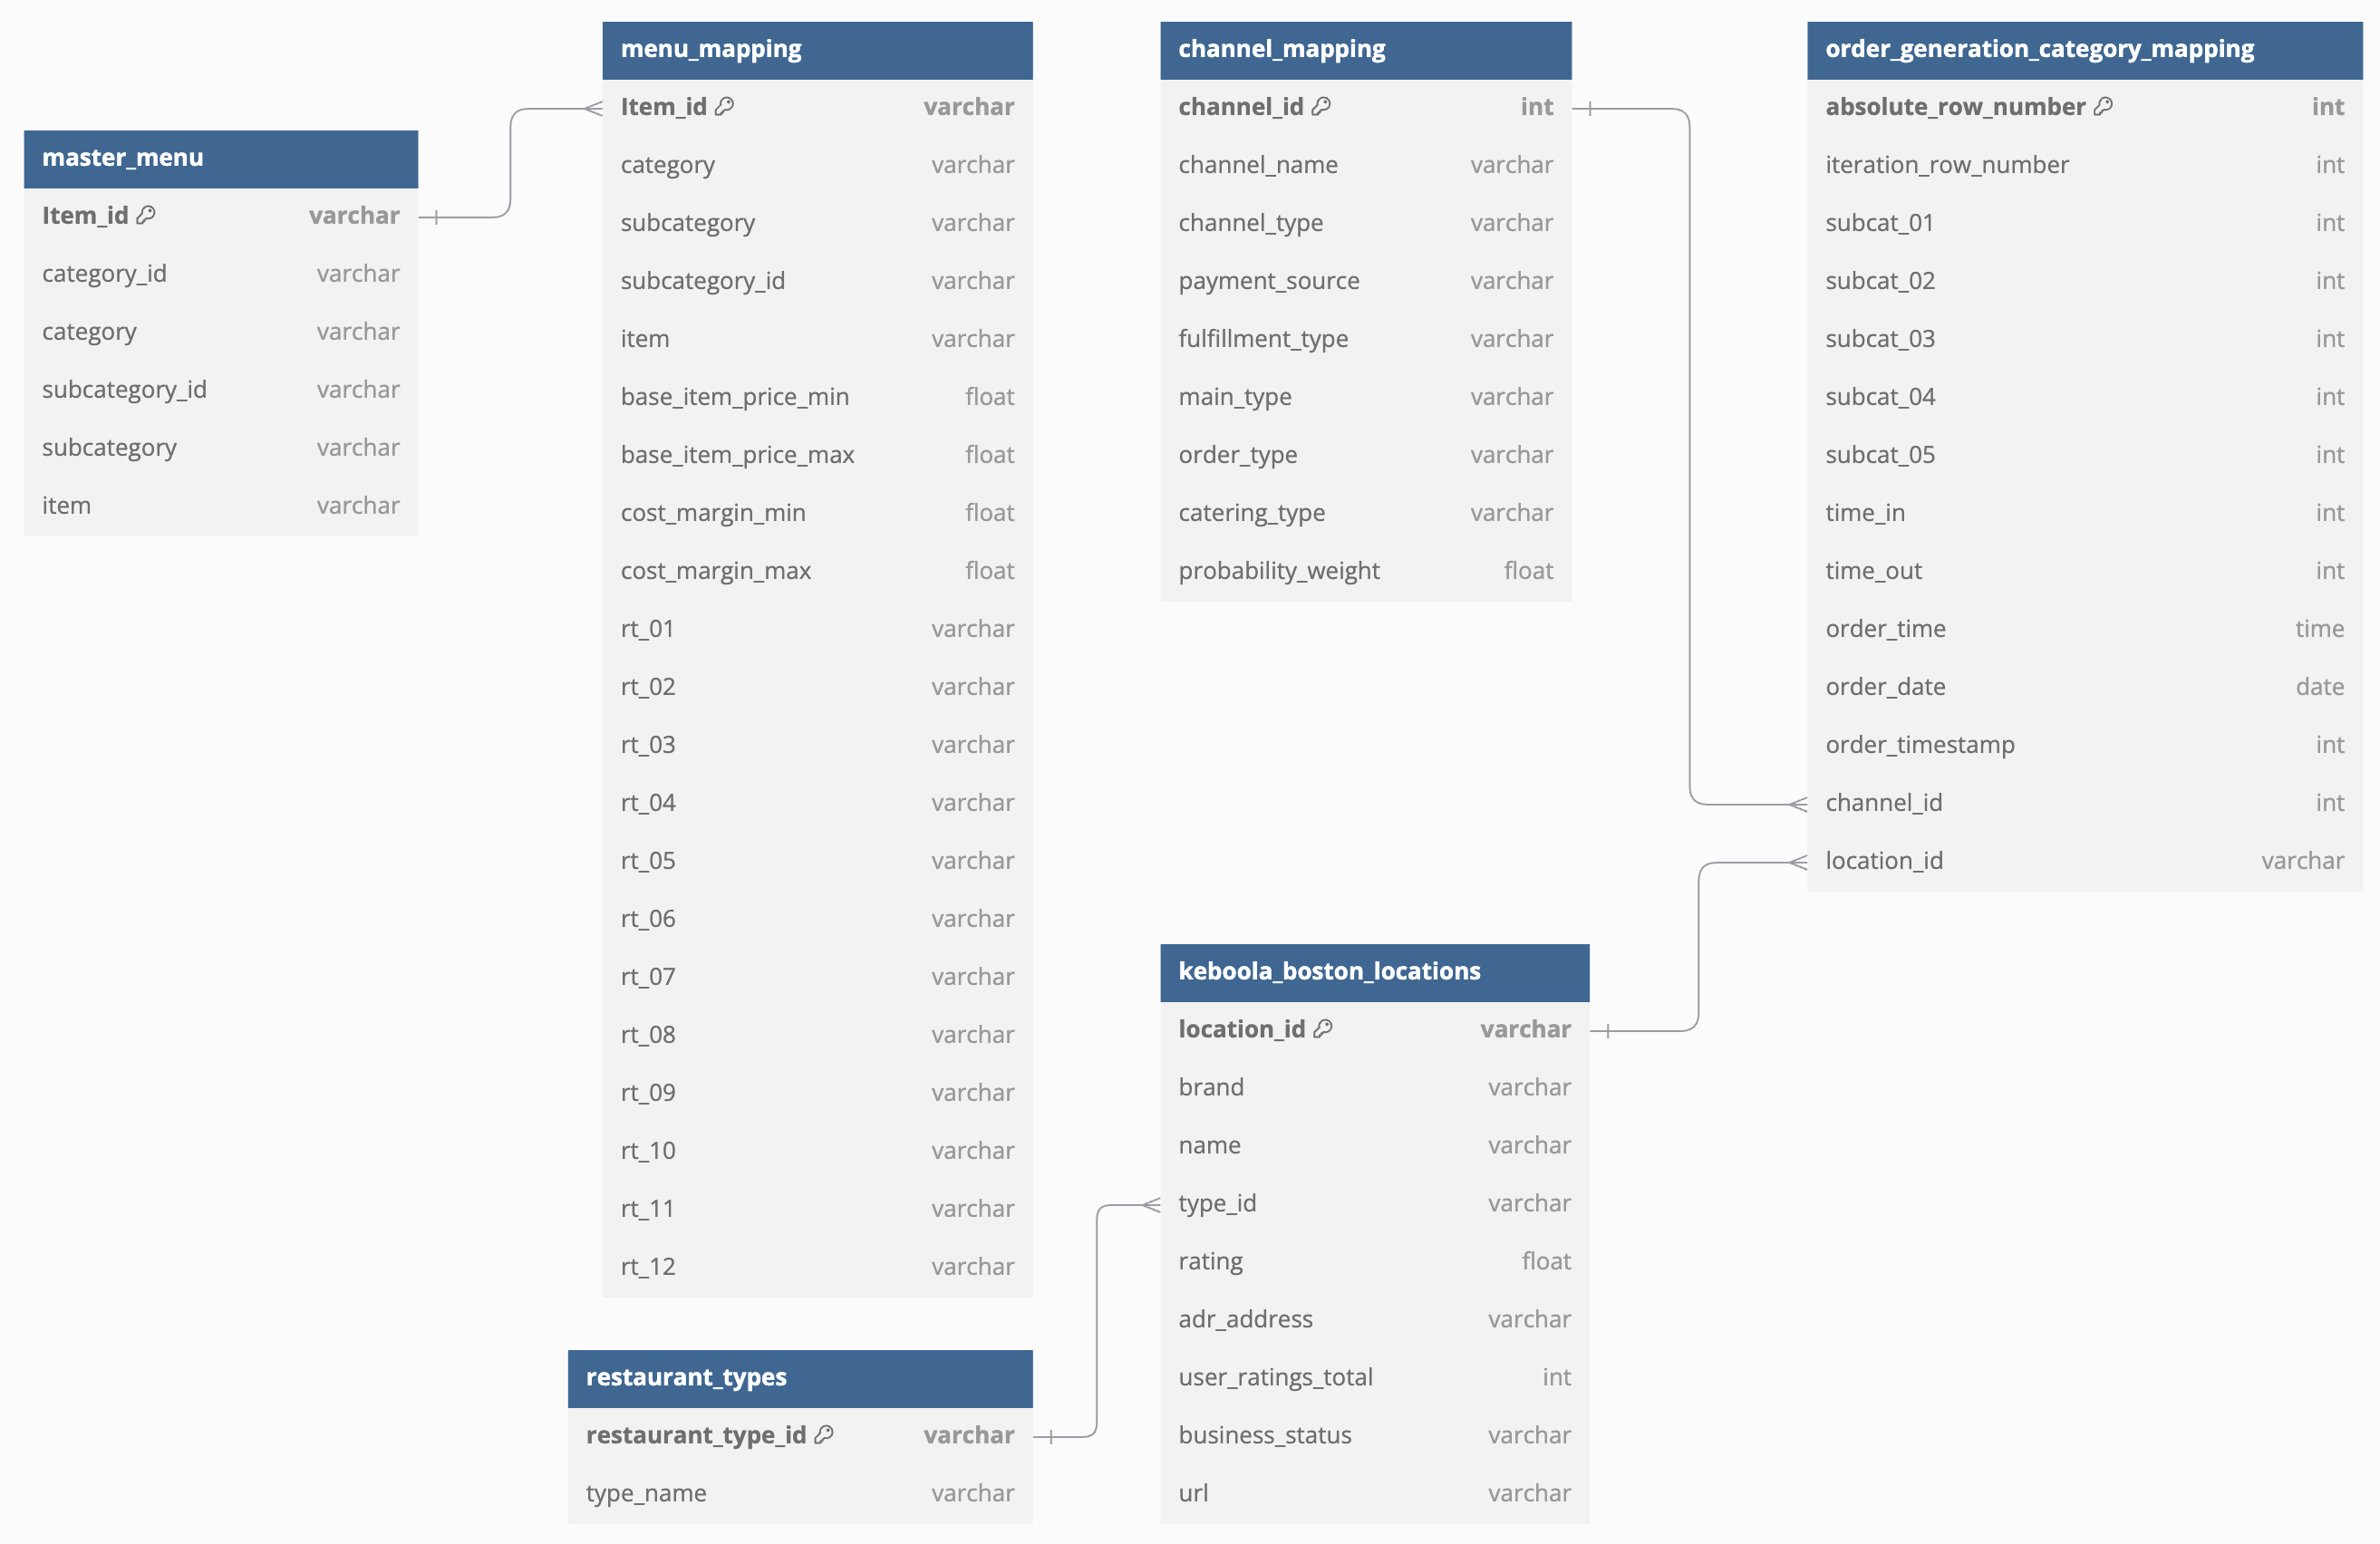 master_menu
Item_id varchar
category_id varchar
category varchar
subcategory_id varchar
subcategory varchar
item varchar
menu_mapping
Item_id varchar
category varchar
subcategory varchar
subcategory_id varchar
item varchar
base_item_price_min float
base_item_price_max float
cost_margin_min float
cost_margin_max float
rt_01 varchar
rt_02 varchar
rt_03 varchar
rt_04 varchar
rt_05 varchar
rt_06 varchar
rt_07 varchar
rt_08 varchar
rt_09 varchar
rt_10 varchar
rt_11 varchar
rt_12 varchar
restaurant_types
restaurant_type_id varchar
type_name varchar
channel_mapping
channel_id int
channel_name varchar
channel_type varchar
payment_source varchar
fulfillment_type varchar
main_type varchar
order_type varchar
catering_type varchar
probability_weight float
keboola_boston_locations
location_id varchar
brand varchar
name varchar
type_id varchar
rating float
adr_address varchar
user_ratings_total int
business_status varchar
url varchar
order_generation_category_mapping
absolute_row_number int
iteration_row_number int
subcat_01 int
subcat_02 int
subcat_03 int
subcat_04 int
subcat_05 int
time_in int
time_out int
order_time time
order_date date
order_timestamp int
channel_id int
location_id varchar